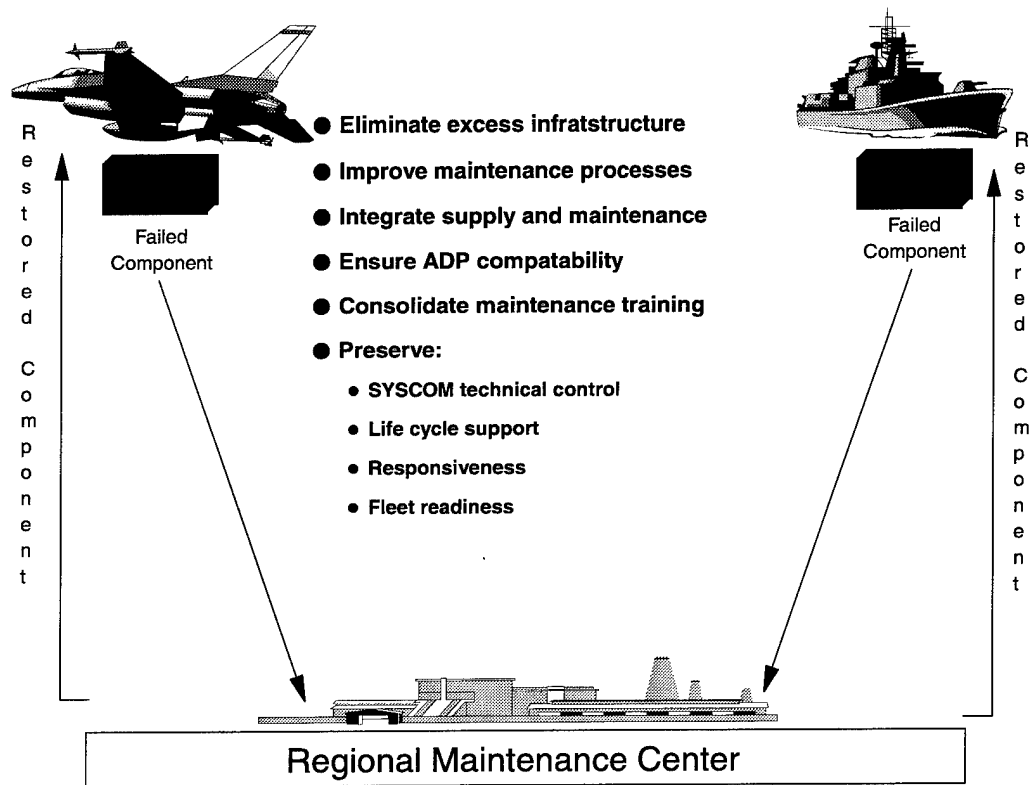 Restored Component
Failed
Component
● Eliminate excess infratstructure
● Improve maintenance processes
● Integrate supply and maintenance
● Ensure ADP compatability
● Consolidate maintenance training
● Preserve:
• SYSCOM technical control
• Life cycle support
• Responsiveness
• Fleet readiness
Failed
Component
Restored Component
Regional Maintenance Center